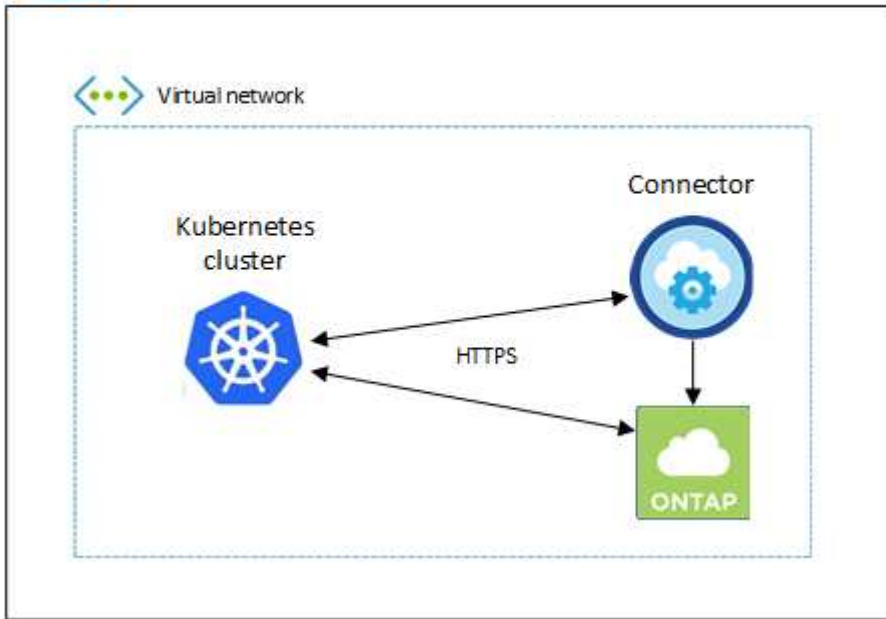 Virtual network
Connector
Kubernetes
cluster
HTTPS
ONTAP